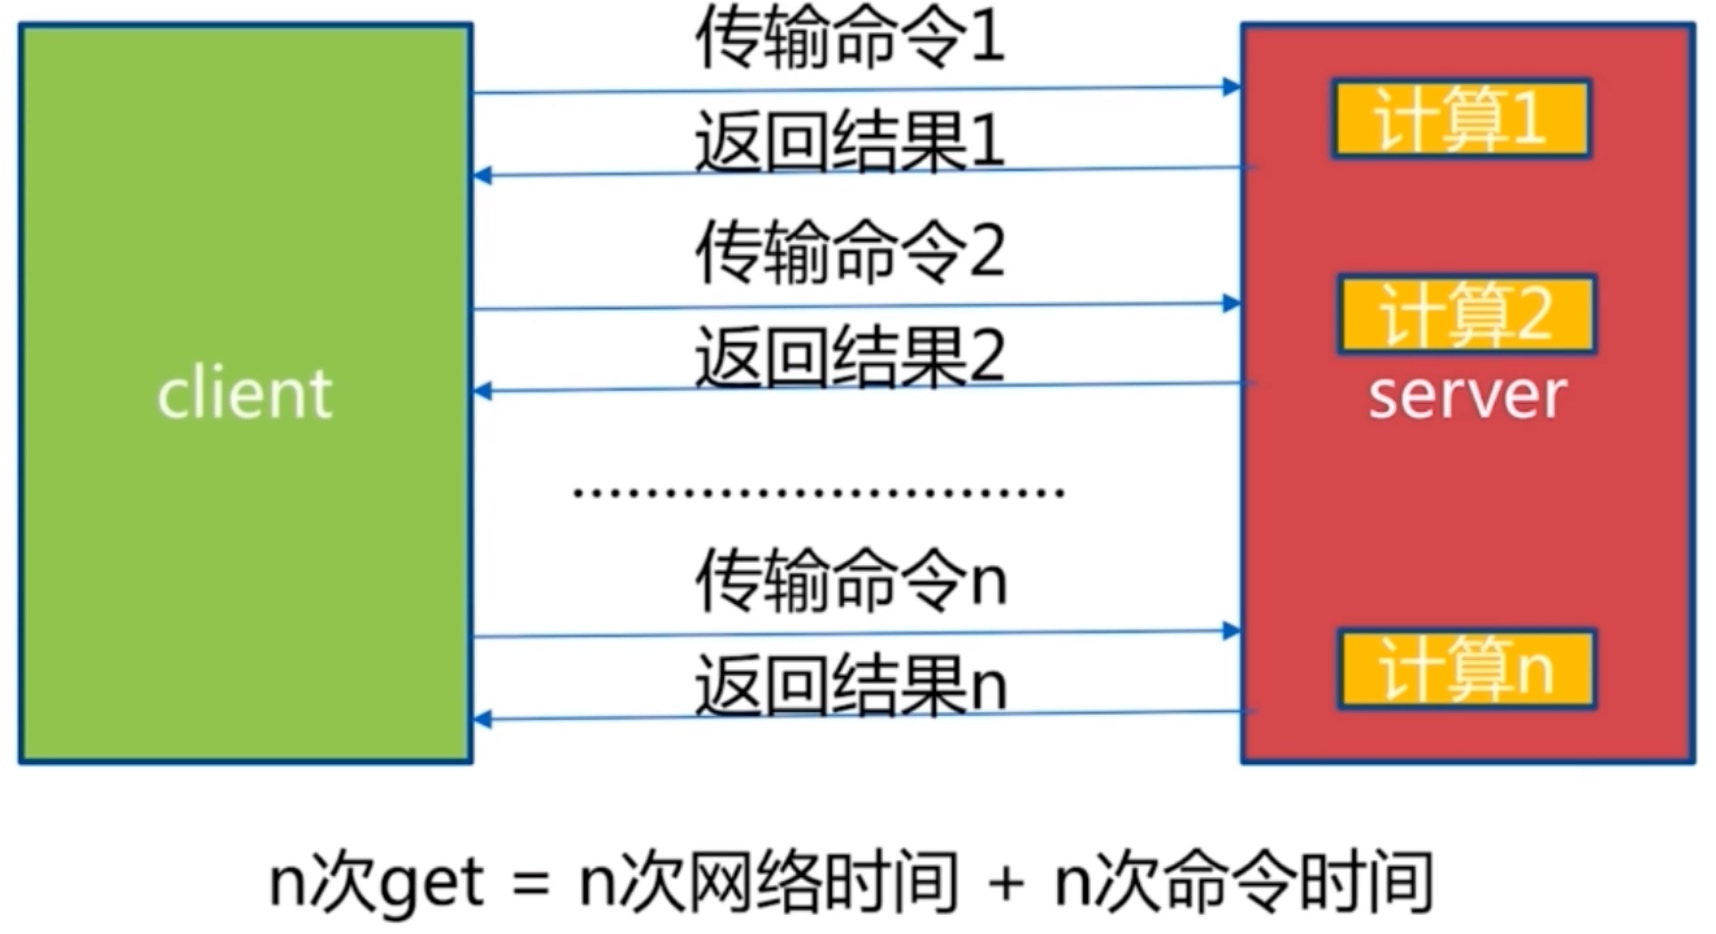 传输命令1
计算1
返回结果1
传输命令2
计算2
返回结果2
client
server
传输命令n
计算n
返回结果n
n次get = n次网络时间 + n次命令时间